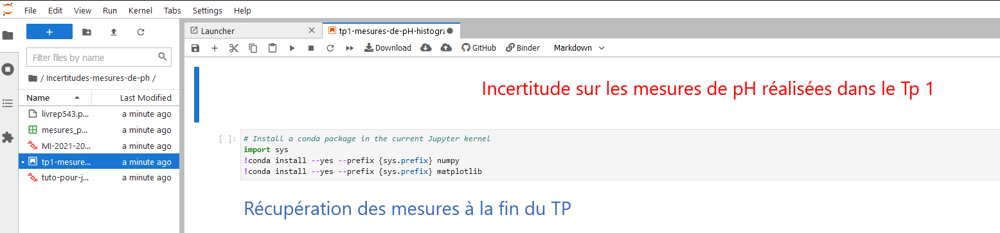 File Edit View Run Kernel Tabs Settings Help
Launcher
tp1-mesures-de-pH-histogra
Download GitHub Binder Markdown
Filter files by name
/ Incertitudes-mesures-de-ph /
Name Last Modified
livrep543.p... a minute ago
mesures_p... a minute ago
MI-2021-20... a minute ago
tp1-mesure... a minute ago
tuto-pour-j... a minute ago
PDF
PDF
Incertitude sur les mesures de pH réalisées dans le Tp 1
[ ]: # Install a conda package in the current Jupyter kernel
import sys
!conda install --yes --prefix {sys.prefix} numpy
!conda install --yes --prefix {sys.prefix} matplotlib
Récupération des mesures à la fin du TP